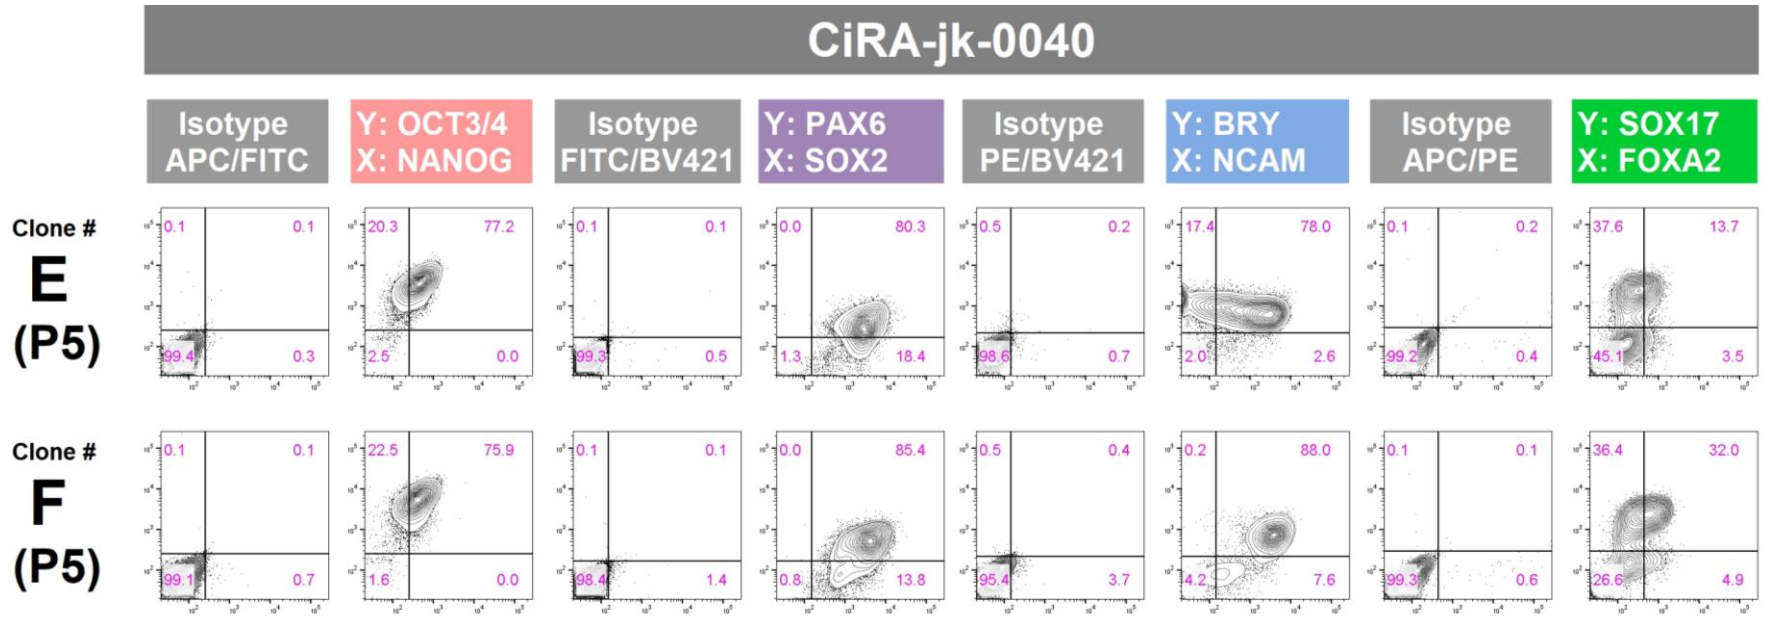 CiRA-jk-0040
Isotype
APC/FITC
Y: OCT3/4
X: NANOG
Isotype
FITC/BV421
Y: PAX6
X: SOX2
Isotype
PE/BV421
Y: BRY
X: NCAM
Isotype
APC/PE
Y: SOX17
X: FOXA2
Clone #
E
(P5)
0.1 0.1
99.4 0.3
20.3 77.2
2.5 0.0
0.1 0.1
99.3 0.5
0.0 80.3
1.3 18.4
0.5 0.2
98.6 0.7
17.4 78.0
2.0 2.6
0.1 0.2
99.2 0.4
37.6 13.7
45.1 3.5
Clone #
F
(P5)
0.1 0.1
99.1 0.7
22.5 75.9
1.6 0.0
0.1 0.1
98.4 1.4
0.0 85.4
0.8 13.8
0.5 0.4
95.4 3.7
0.2 88.0
4.2 7.6
0.1 0.1
99.3 0.6
36.4 32.0
26.6 4.9